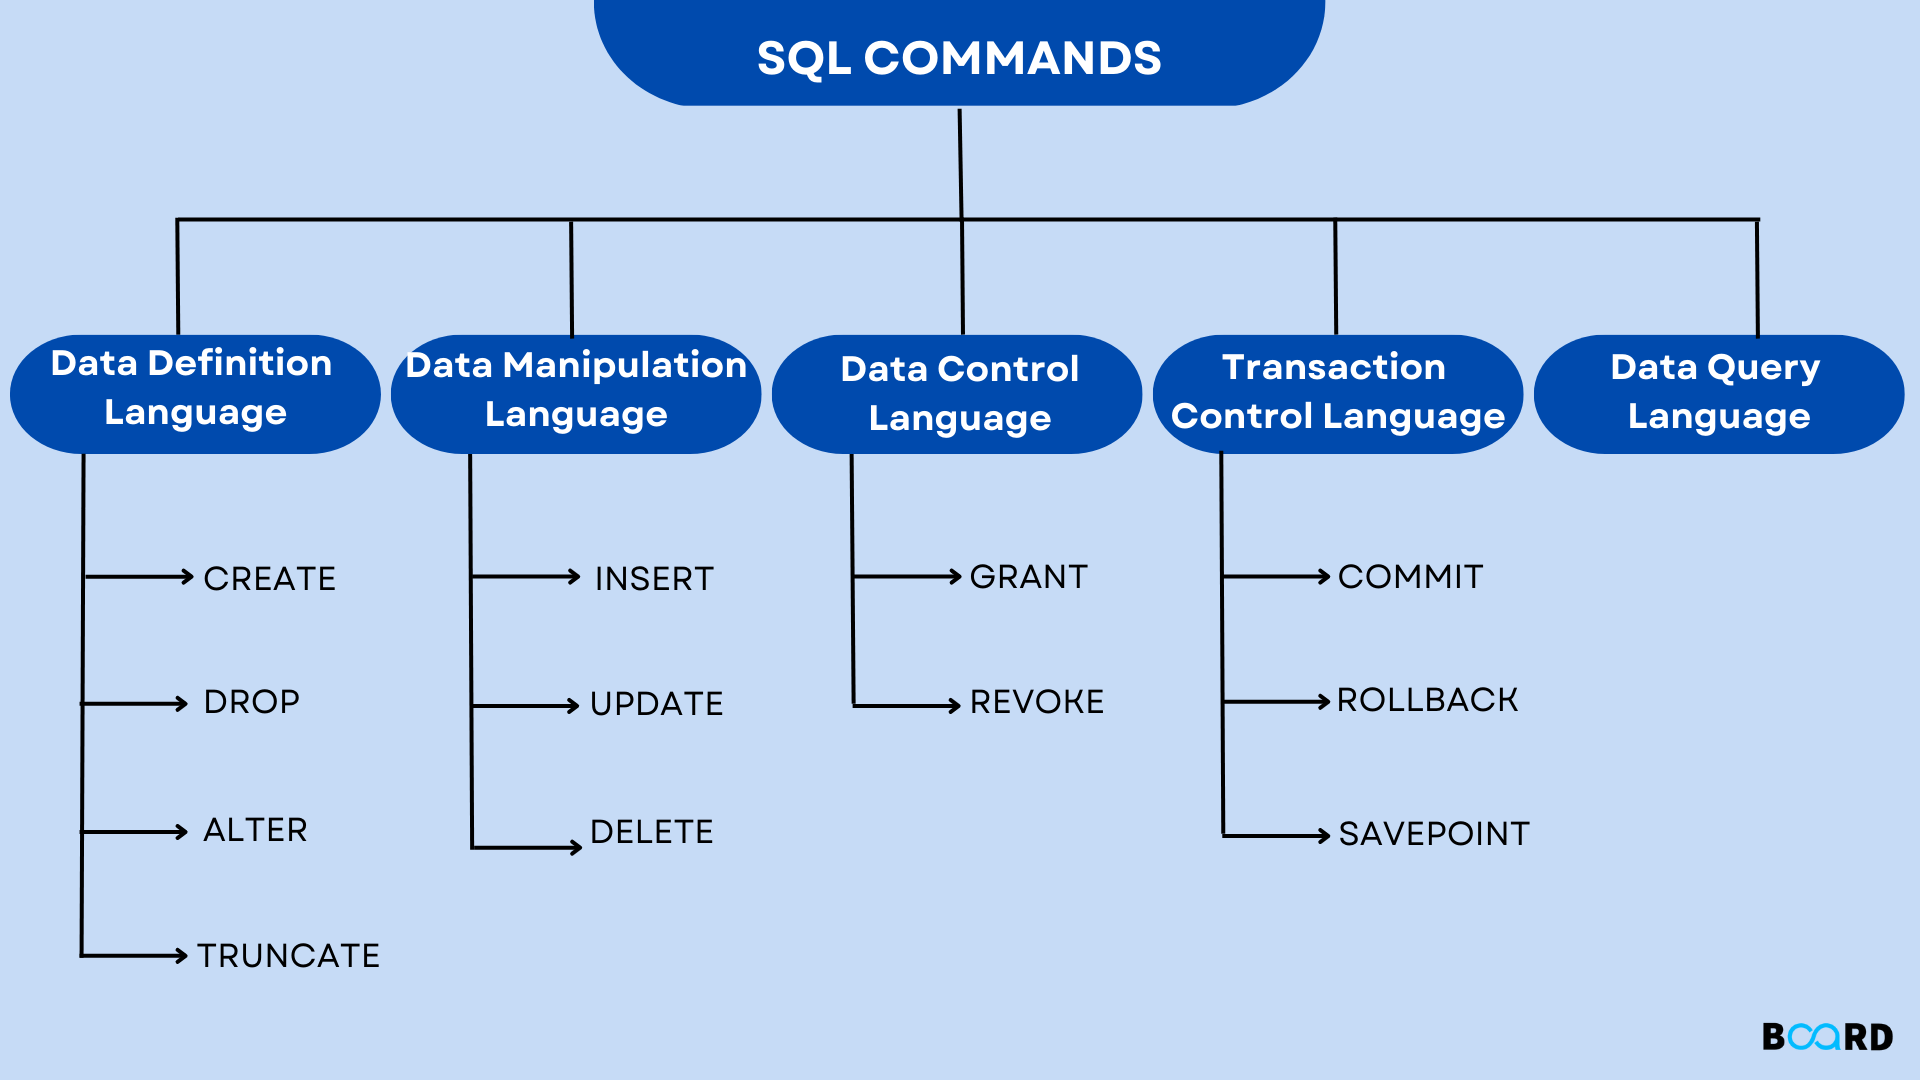 SQL COMMANDS
Data Definition
Language
Data Manipulation
Language
Data Control
Language
Transaction
Control Language
Data Query
Language
CREATE
DROP
ALTER
TRUNCATE
INSERT
UPDATE
DELETE
GRANT
REVOKE
COMMIT
ROLLBACK
SAVEPOINT
BOARD